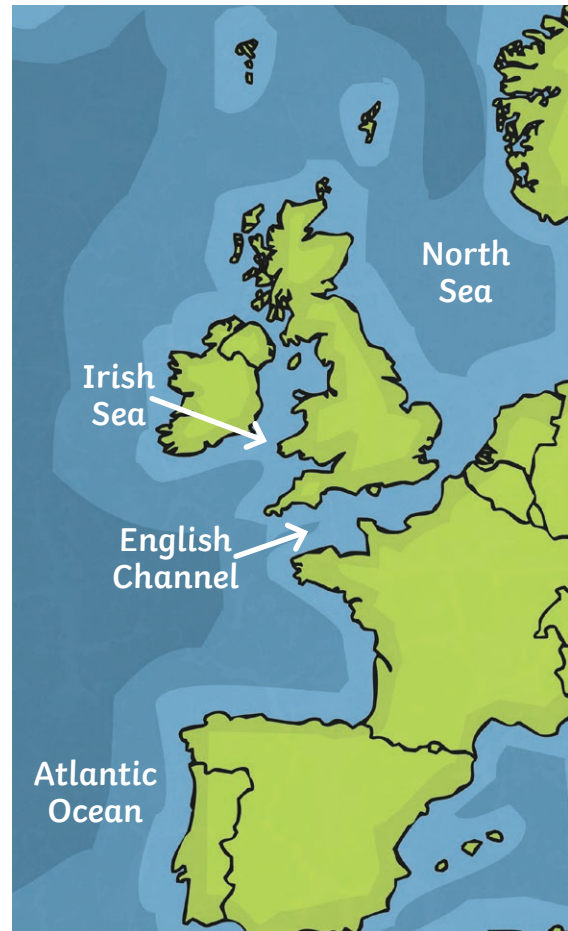 North
Sea
Irish
Sea
English
Channel
Atlantic
Ocean